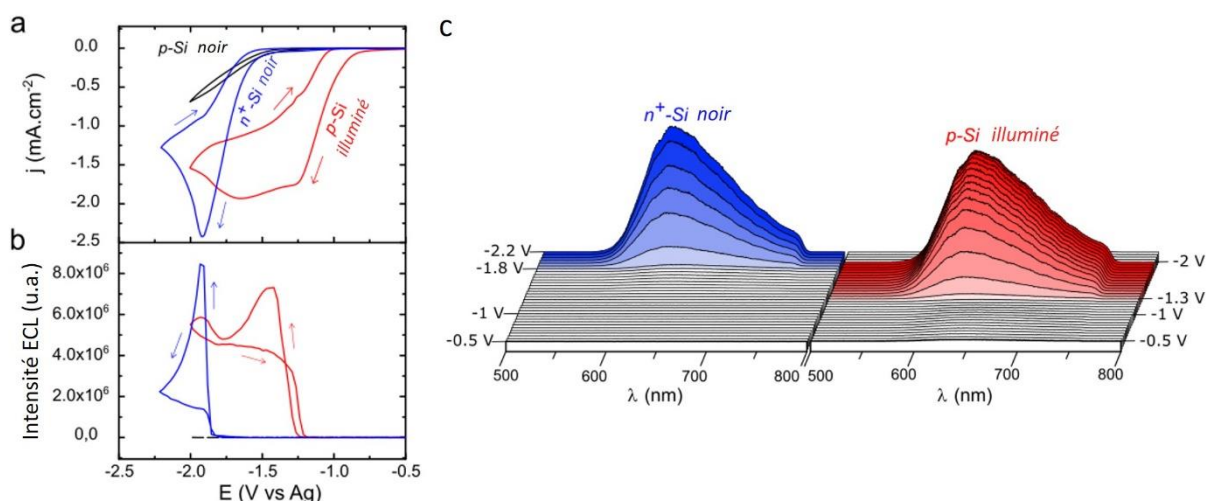 a
0.0
-0.5
-1.0
-1.5
-2.0
-2.5
j (mA.cm⁻²)
p-Si noir
n⁺-Si noir
p-Si
illuminé
b
8.0x10⁶
6.0x10⁶
4.0x10⁶
2.0x10⁶
0,0
Intensité ECL (u.a.)
-2.5 -2.0 -1.5 -1.0 -0.5
E (V vs Ag)
c
n⁺-Si noir
p-Si illuminé
-2.2 V
-1.8 V
-1 V
-0.5 V
-2 V
-1.3 V
-1 V
-0.5 V
500 600 700 800 500 600 700 800
λ (nm) λ (nm)